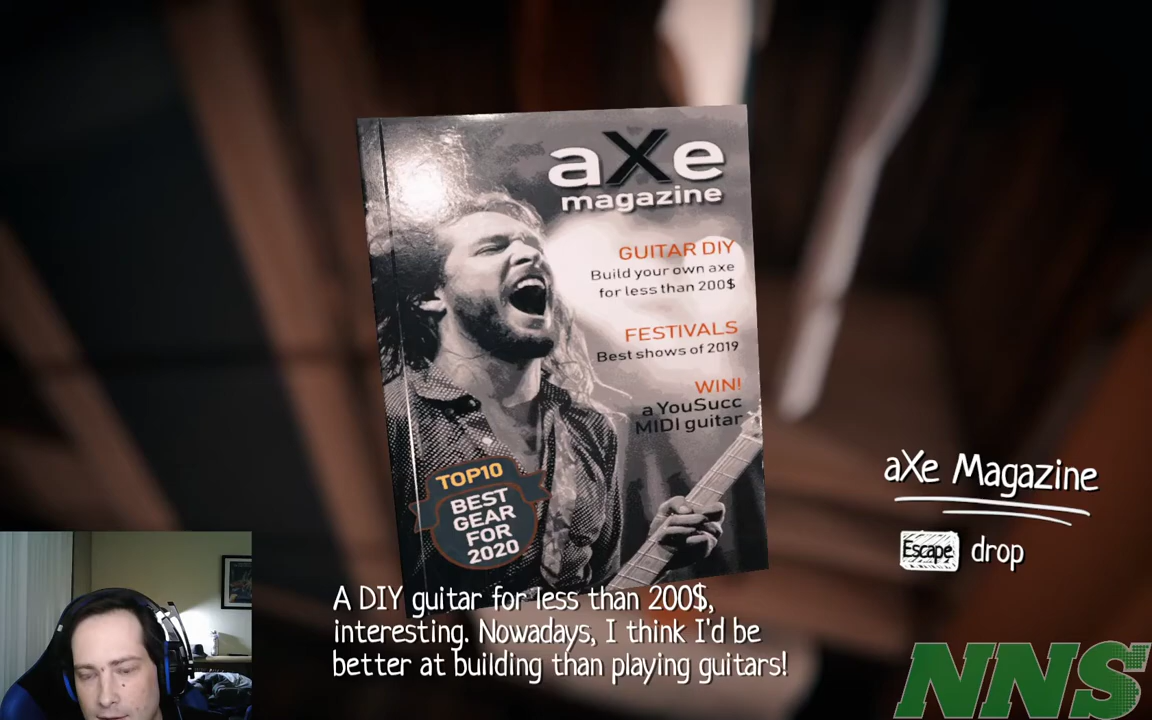 aXe
magazine
GUITAR DIY
Build your own axe
for less than 200$
FESTIVALS
Best shows of 2019
WIN!
a YouSucc
MIDI guitar
TOP10
BEST
GEAR
FOR
2020
aXe Magazine
Escape drop
A DIY guitar for less than 200$,
interesting. Nowadays, I think I'd be
better at building than playing guitars!
NNS